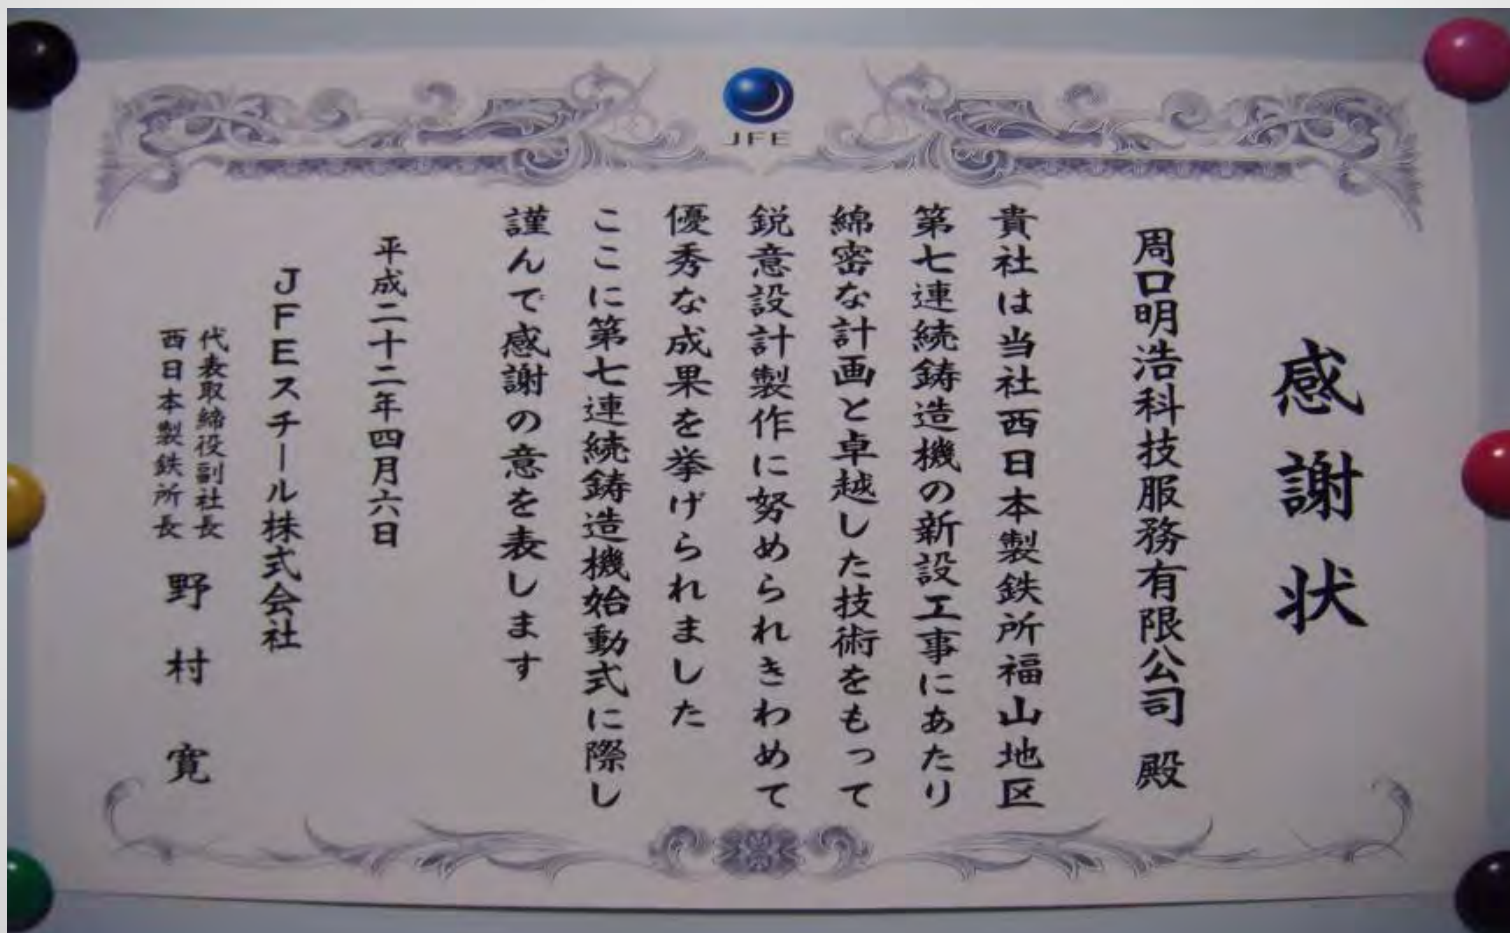 JFE
感謝状
周口明浩科技服務有限公司 殿
貴社は当社西日本製鉄所福山地区
第七連続鋳造機の新設工事にあたり
綿密な計画と卓越した技術をもって
鋭意設計製作に努められきわめて
優秀な成果を挙げられました
ここに第七連続鋳造機始動式に際し
謹んで感謝の意を表します
平成二十二年四月六日
JFEスチール株式会社
代表取締役副社長
西日本製鉄所長 野村 寛